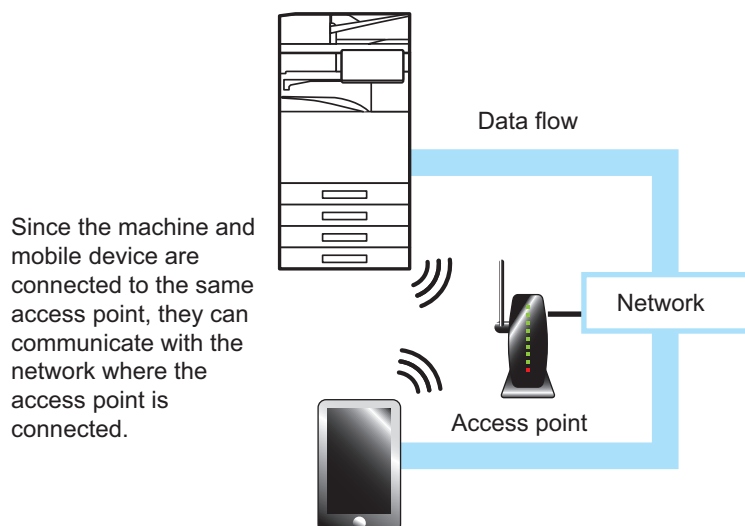 Data flow
Since the machine and
mobile device are
connected to the same
access point, they can
communicate with the
network where the
access point is
connected.
Network
Access point